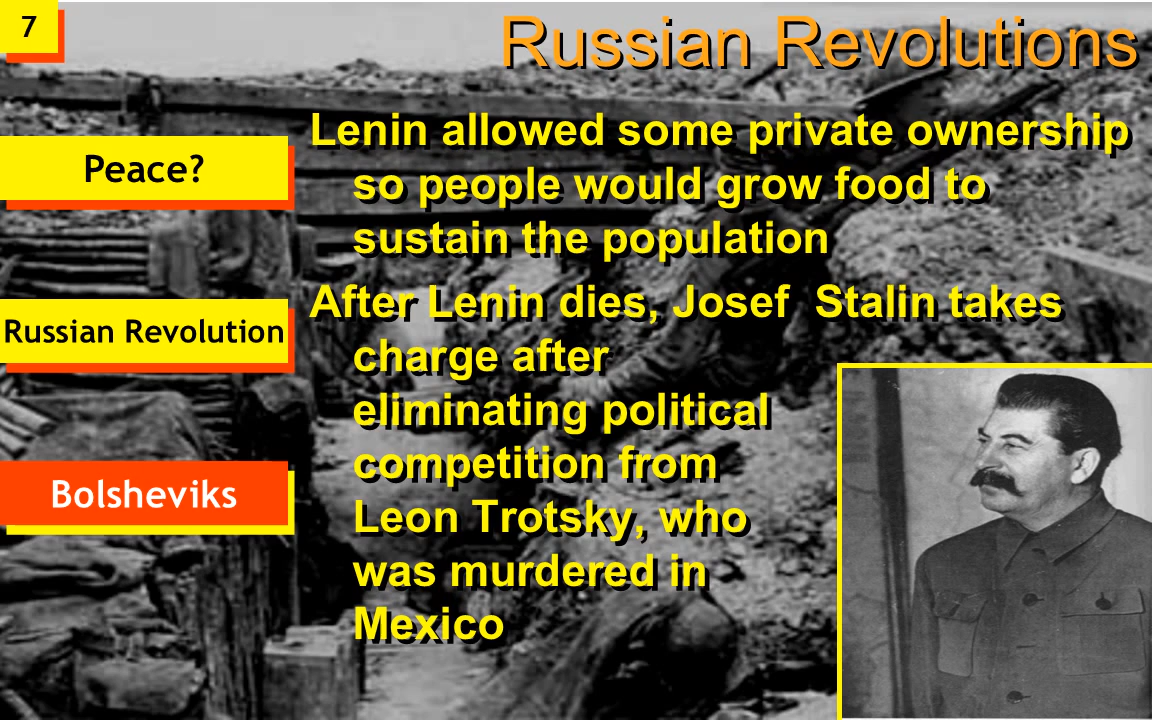 7
Russian Revolutions
Peace?
Russian Revolution
Bolsheviks
Lenin allowed some private ownership
so people would grow food to
sustain the population
After Lenin dies, Josef  Stalin takes
charge after
eliminating political
competition from
Leon Trotsky, who
was murdered in
Mexico